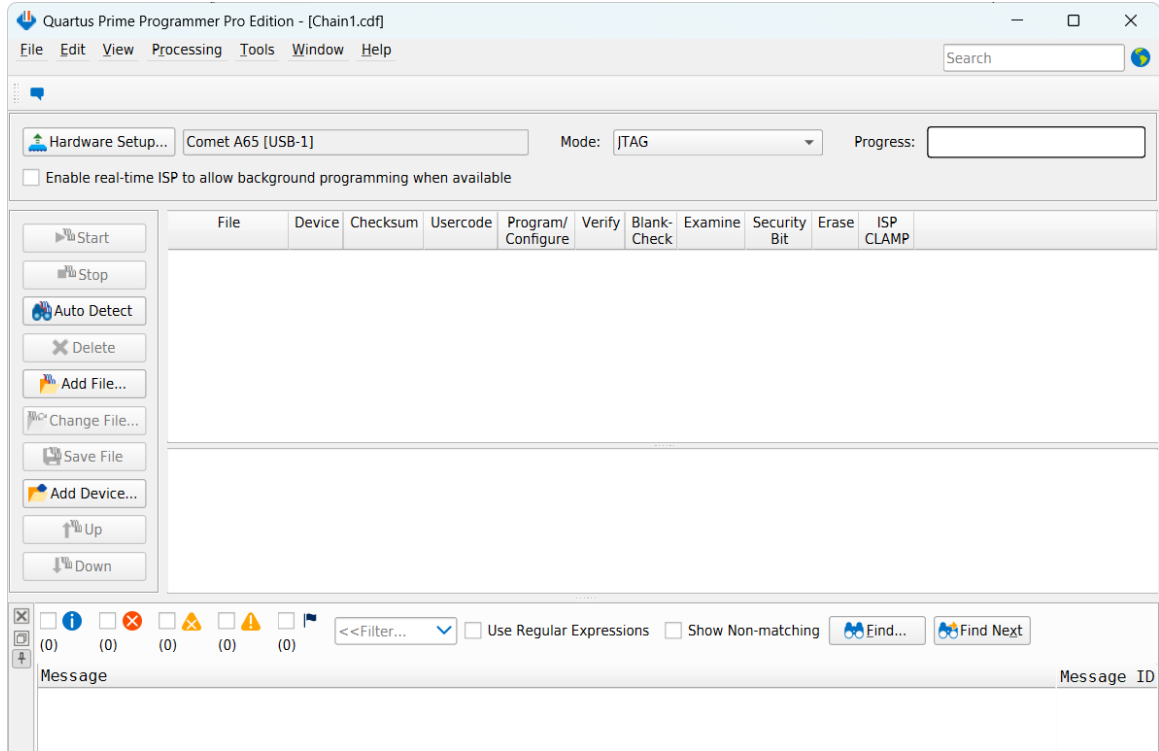 Quartus Prime Programmer Pro Edition - [Chain1.cdf]
File Edit View Processing Tools Window Help
Search
Hardware Setup... Comet A65 [USB-1] Mode: JTAG Progress:
Enable real-time ISP to allow background programming when available
File Device Checksum Usercode Program/ Verify Blank- Examine Security Erase ISP
Configure Check Bit CLAMP
Start
Stop
Auto Detect
Delete
Add File...
Change File...
Save File
Add Device...
Up
Down
<<Filter... Use Regular Expressions Show Non-matching Find... Find Next
(0) (0) (0) (0) (0)
Message Message ID